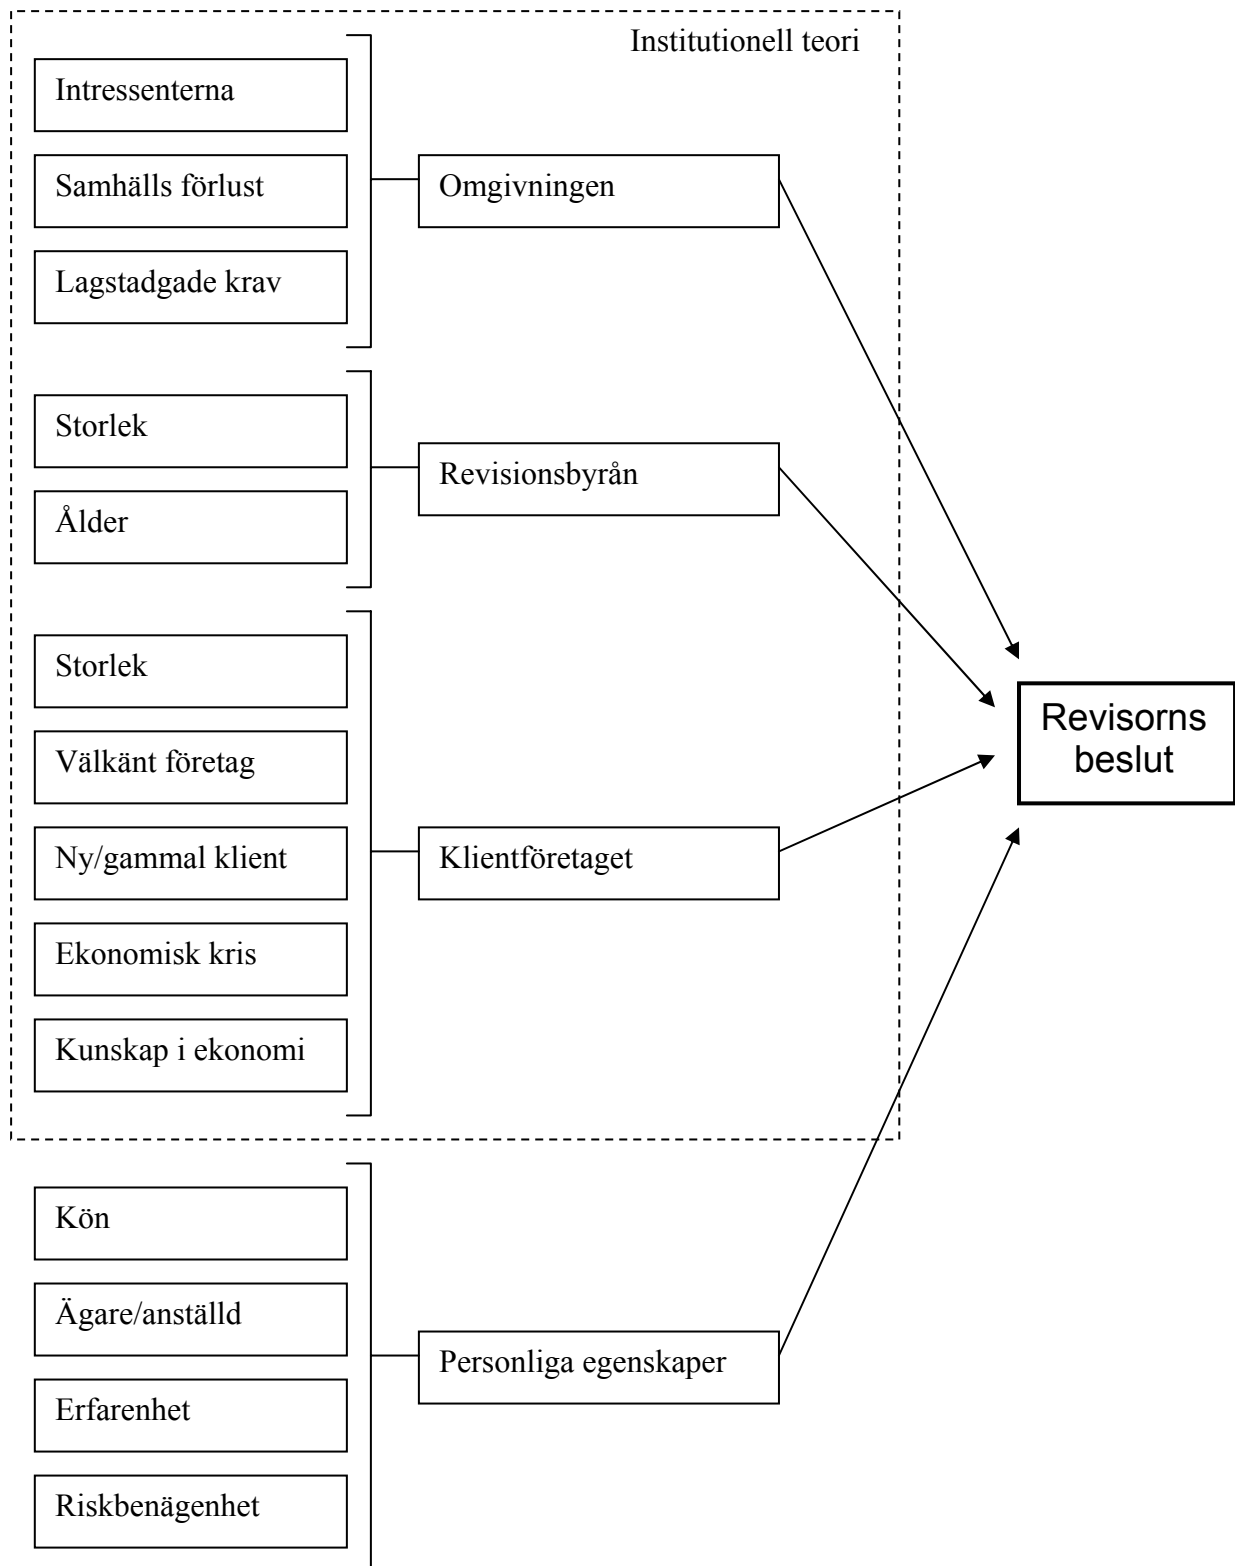 Institutionell teori
Intressenterna
Samhälls förlust
Lagstadgade krav
Omgivningen
Storlek
Ålder
Revisionsbyrån
Storlek
Välkänt företag
Ny/gammal klient
Ekonomisk kris
Kunskap i ekonomi
Klientföretaget
Kön
Ägare/anställd
Erfarenhet
Riskbenägenhet
Personliga egenskaper
Revisorns
beslut